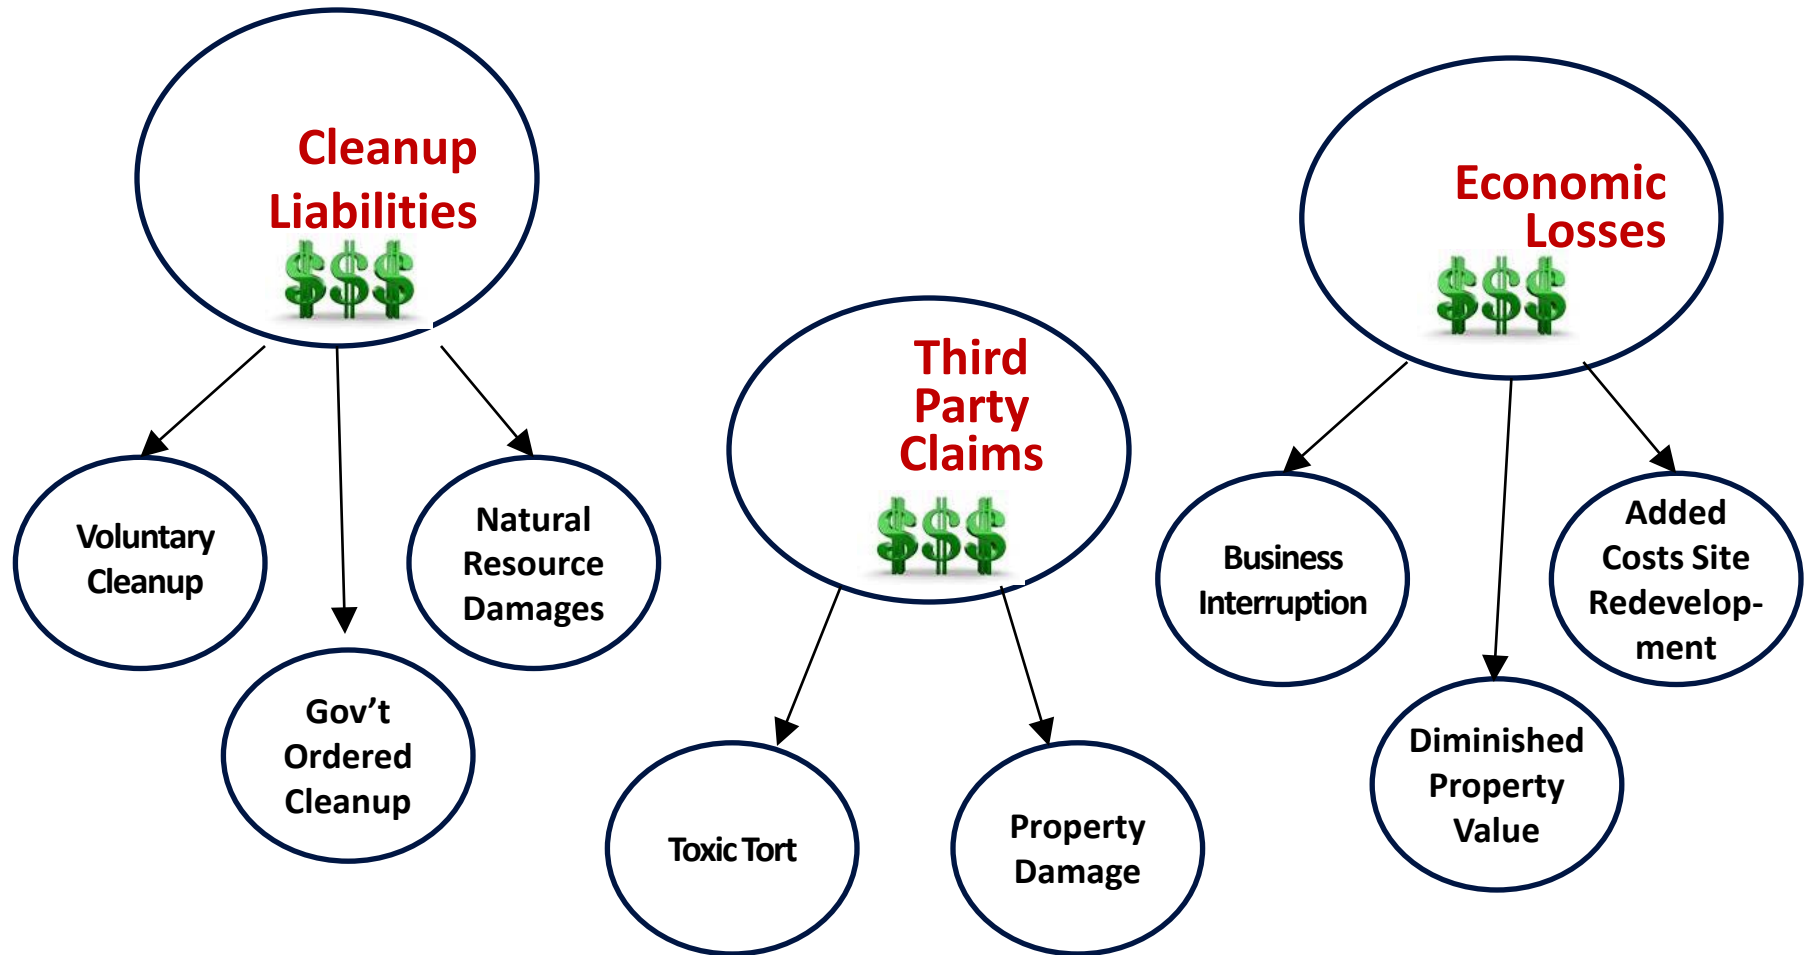 Cleanup
Liabilities
$$$
Voluntary
Cleanup
Gov’t
Ordered
Cleanup
Natural
Resource
Damages
Third
Party
Claims
$$$
Toxic Tort
Property
Damage
Economic
Losses
$$$
Business
Interruption
Diminished
Property
Value
Added
Costs Site
Redevelop-
ment